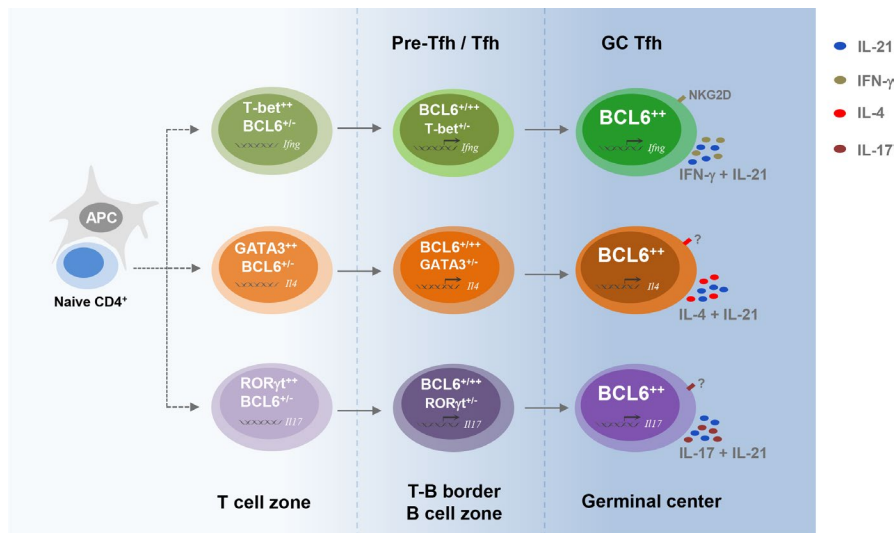 Pre-Tfh / Tfh
GC Tfh
IL-21
IFN-γ
IL-4
IL-17
T-bet⁺⁺
BCL6⁺/⁻
Ifng
BCL6⁺/⁺⁺
T-bet⁺/⁻
Ifng
BCL6⁺⁺
Ifng
NKG2D
IFN-γ + IL-21
APC
Naive CD4⁺
GATA3⁺⁺
BCL6⁺/⁻
Il4
BCL6⁺/⁺⁺
GATA3⁺/⁻
Il4
BCL6⁺⁺
Il4
?
IL-4 + IL-21
RORγt⁺⁺
BCL6⁺/⁻
Il17
BCL6⁺/⁺⁺
RORγt⁺/⁻
Il17
BCL6⁺⁺
Il17
?
IL-17 + IL-21
T cell zone
T-B border
B cell zone
Germinal center